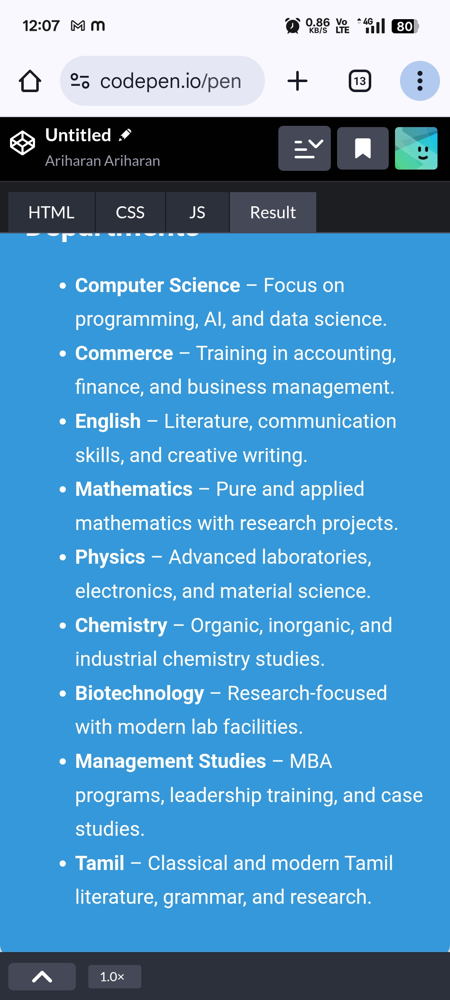 12:07 M m 0.86 KB/S Vo LTE 4G 80
codepen.io/pen 13
Untitled
Ariharan Ariharan
HTML CSS JS Result
Departments
• Computer Science – Focus on
programming, AI, and data science.
• Commerce – Training in accounting,
finance, and business management.
• English – Literature, communication
skills, and creative writing.
• Mathematics – Pure and applied
mathematics with research projects.
• Physics – Advanced laboratories,
electronics, and material science.
• Chemistry – Organic, inorganic, and
industrial chemistry studies.
• Biotechnology – Research-focused
with modern lab facilities.
• Management Studies – MBA
programs, leadership training, and case
studies.
• Tamil – Classical and modern Tamil
literature, grammar, and research.
1.0×